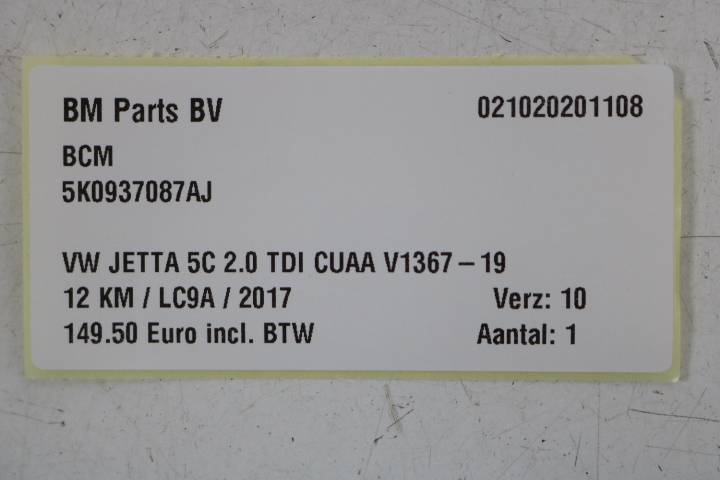 BM Parts BV 021020201108
BCM
5K0937087AJ
VW JETTA 5C 2.0 TDI CUAA V1367 – 19
12 KM / LC9A / 2017 Verz: 10
149.50 Euro incl. BTW Aantal: 1